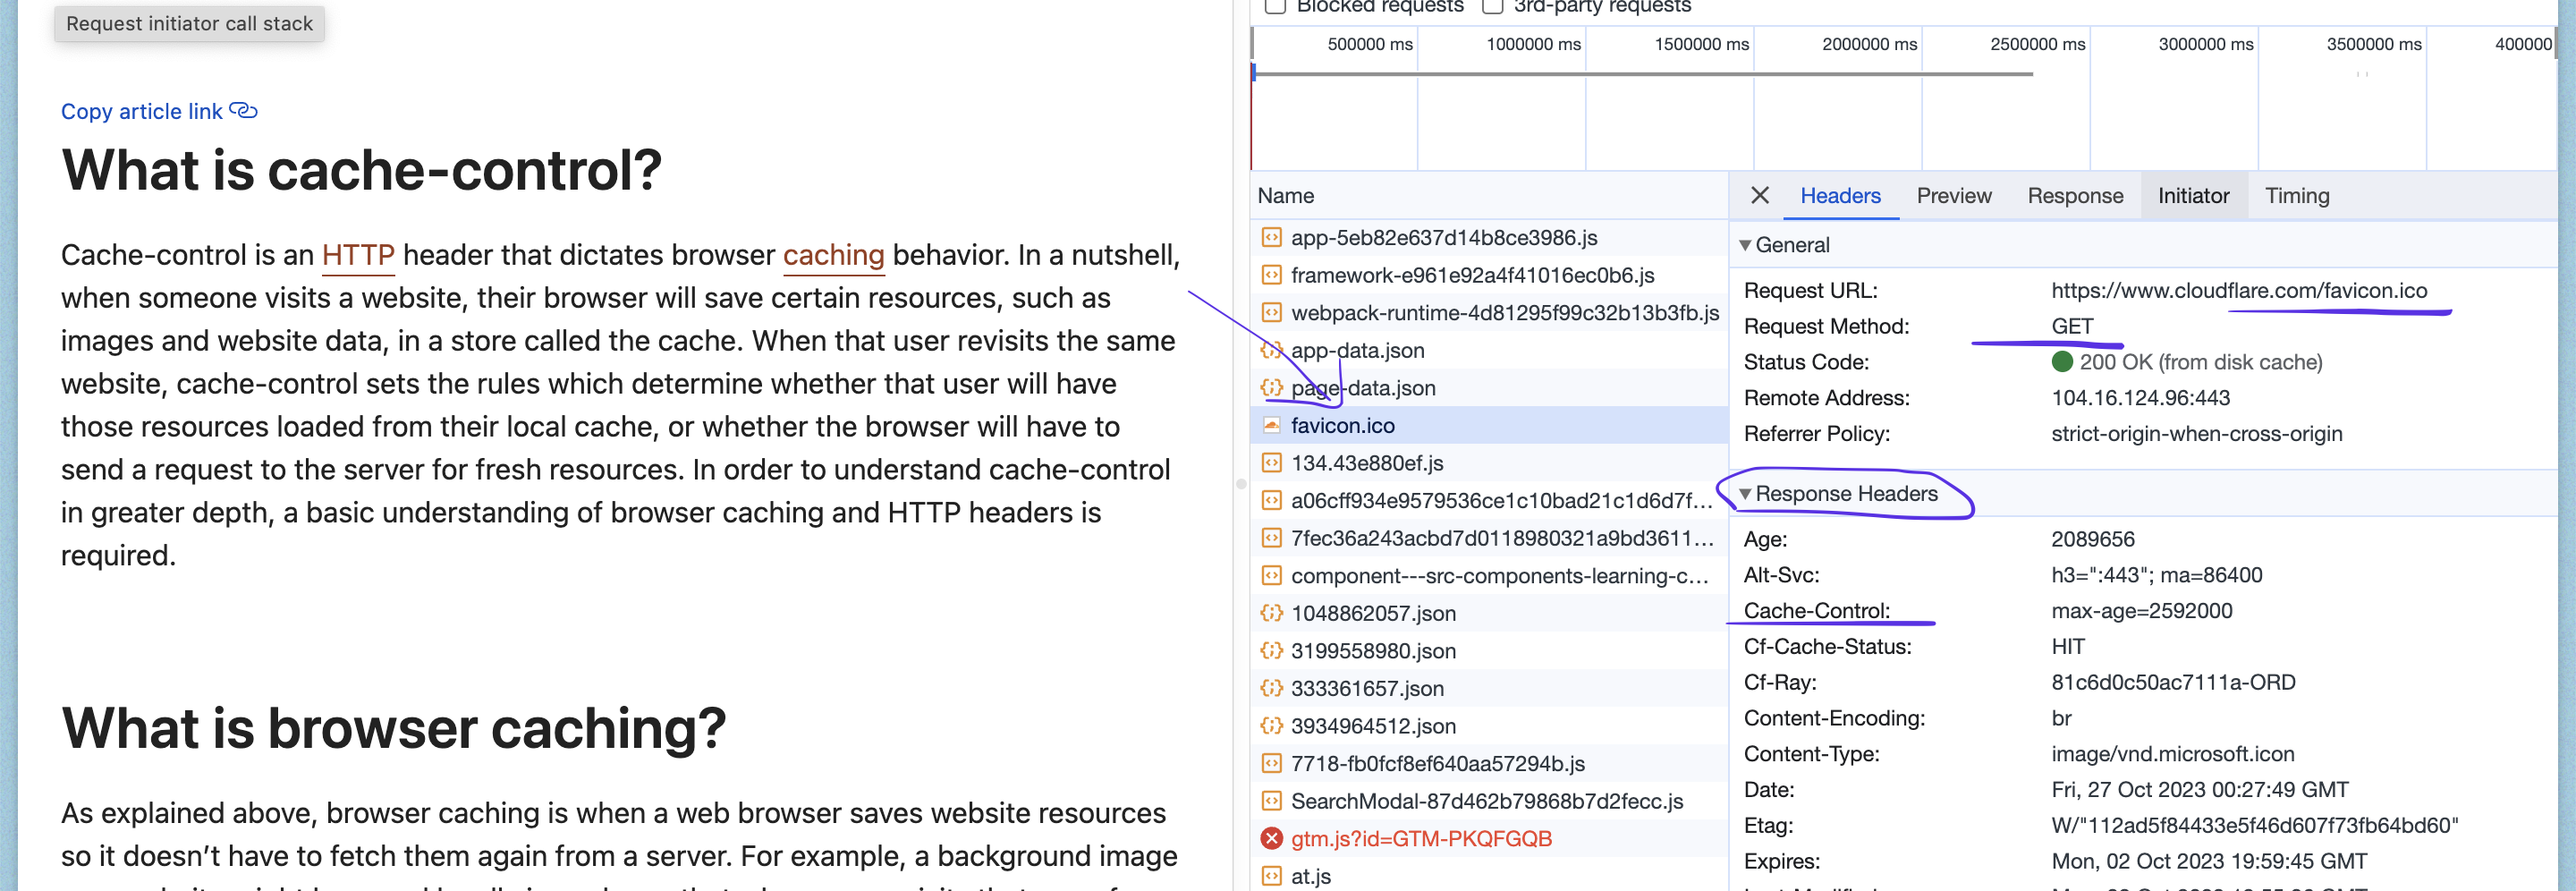 Request initiator call stack
Copy article link
What is cache-control?
Cache-control is an HTTP header that dictates browser caching behavior. In a nutshell,
when someone visits a website, their browser will save certain resources, such as
images and website data, in a store called the cache. When that user revisits the same
website, cache-control sets the rules which determine whether that user will have
those resources loaded from their local cache, or whether the browser will have to
send a request to the server for fresh resources. In order to understand cache-control
in greater depth, a basic understanding of browser caching and HTTP headers is
required.
What is browser caching?
As explained above, browser caching is when a web browser saves website resources
so it doesn't have to fetch them again from a server. For example, a background image
Blocked requests 3rd-party requests
500000 ms 1000000 ms 1500000 ms 2000000 ms 2500000 ms 3000000 ms 3500000 ms 400000
Name
app-5eb82e637d14b8ce3986.js
framework-e961e92a4f41016ec0b6.js
webpack-runtime-4d81295f99c32b13b3fb.js
app-data.json
page-data.json
favicon.ico
134.43e880ef.js
a06cff934e9579536ce1c10bad21c1d6d7f...
7fec36a243acbd7d0118980321a9bd3611...
component---src-components-learning-c...
1048862057.json
3199558980.json
333361657.json
3934964512.json
7718-fb0fcf8ef640aa57294b.js
SearchModal-87d462b79868b7d2fecc.js
gtm.js?id=GTM-PKQFGQB
at.js
Headers Preview Response Initiator Timing
General
Request URL: https://www.cloudflare.com/favicon.ico
Request Method: GET
Status Code: 200 OK (from disk cache)
Remote Address: 104.16.124.96:443
Referrer Policy: strict-origin-when-cross-origin
Response Headers
Age: 2089656
Alt-Svc: h3=":443"; ma=86400
Cache-Control: max-age=2592000
Cf-Cache-Status: HIT
Cf-Ray: 81c6d0c50ac7111a-ORD
Content-Encoding: br
Content-Type: image/vnd.microsoft.icon
Date: Fri, 27 Oct 2023 00:27:49 GMT
Etag: W/"112ad5f84433e5f46d607f73fb64bd60"
Expires: Mon, 02 Oct 2023 19:59:45 GMT